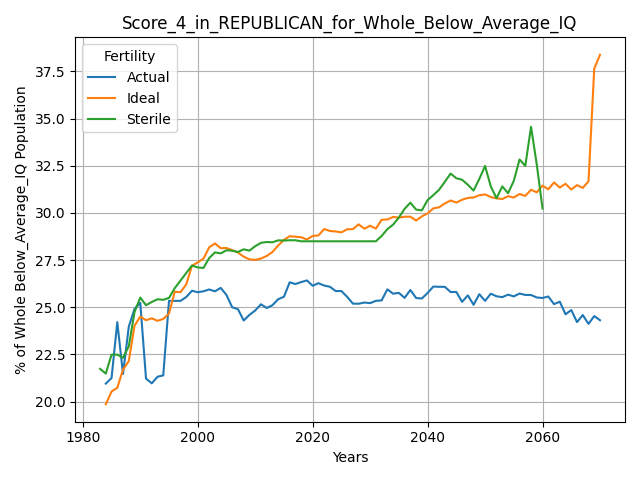 Score_4_in_REPUBLICAN_for_Whole_Below_Average_IQ
Fertility
Actual
Ideal
Sterile
% of Whole Below_Average_IQ Population
37.5
35.0
32.5
30.0
27.5
25.0
22.5
20.0
1980
2000
2020
2040
2060
Years